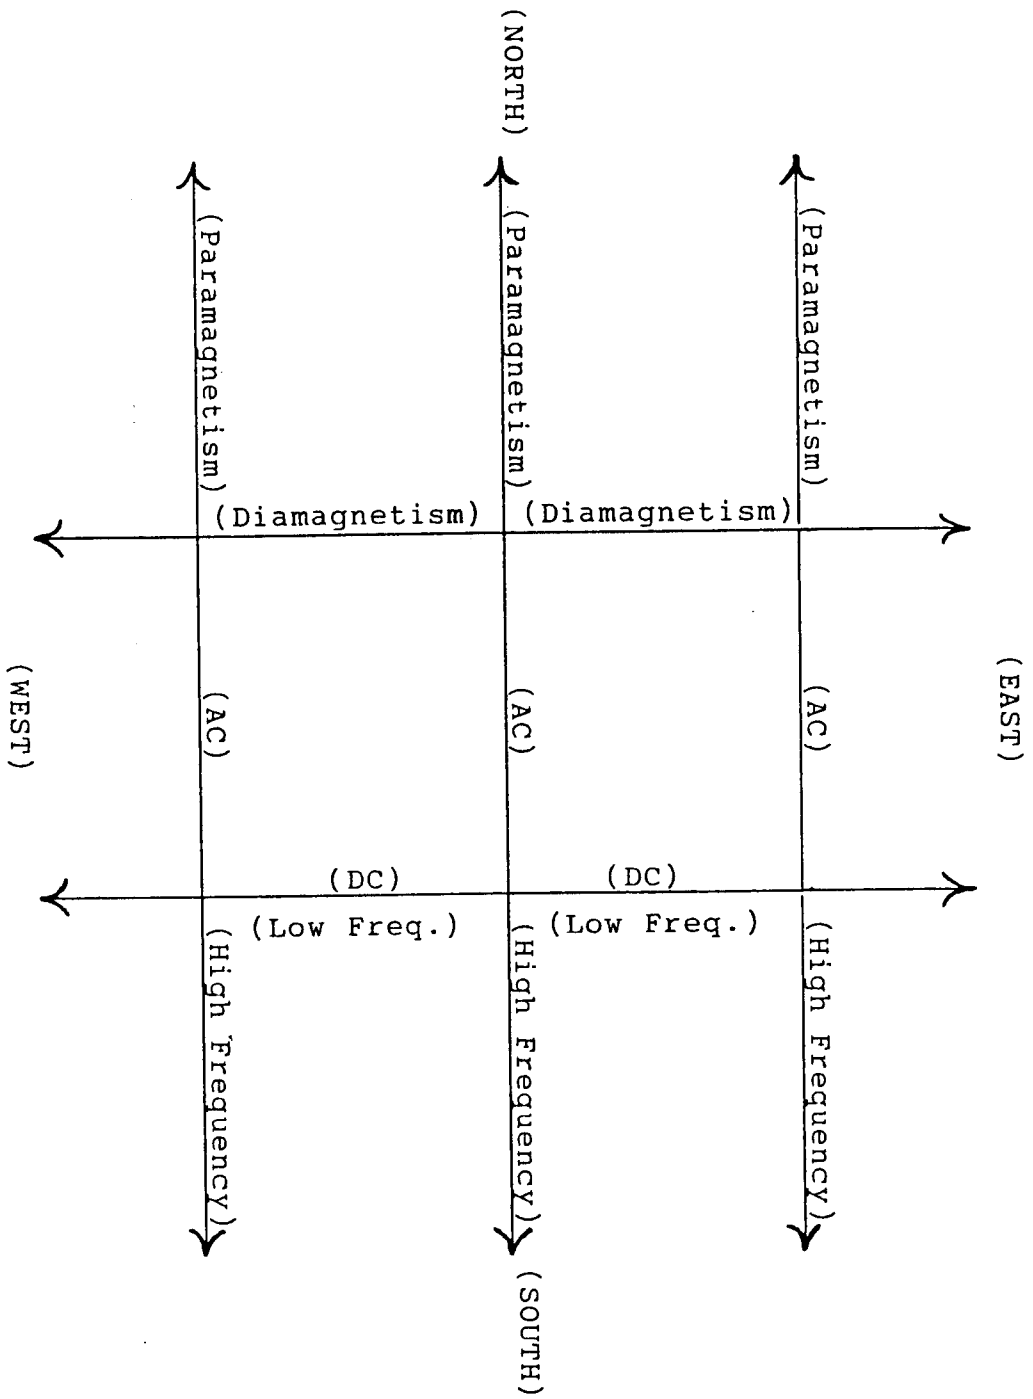 (NORTH)
(Paramagnetism)
(Paramagnetism)
(Paramagnetism)
(Diamagnetism)
(Diamagnetism)
(WEST)
(AC)
(AC)
(AC)
(EAST)
(DC)
(DC)
(Low Freq.)
(Low Freq.)
(High Frequency)
(High Frequency)
(High Frequency)
(SOUTH)